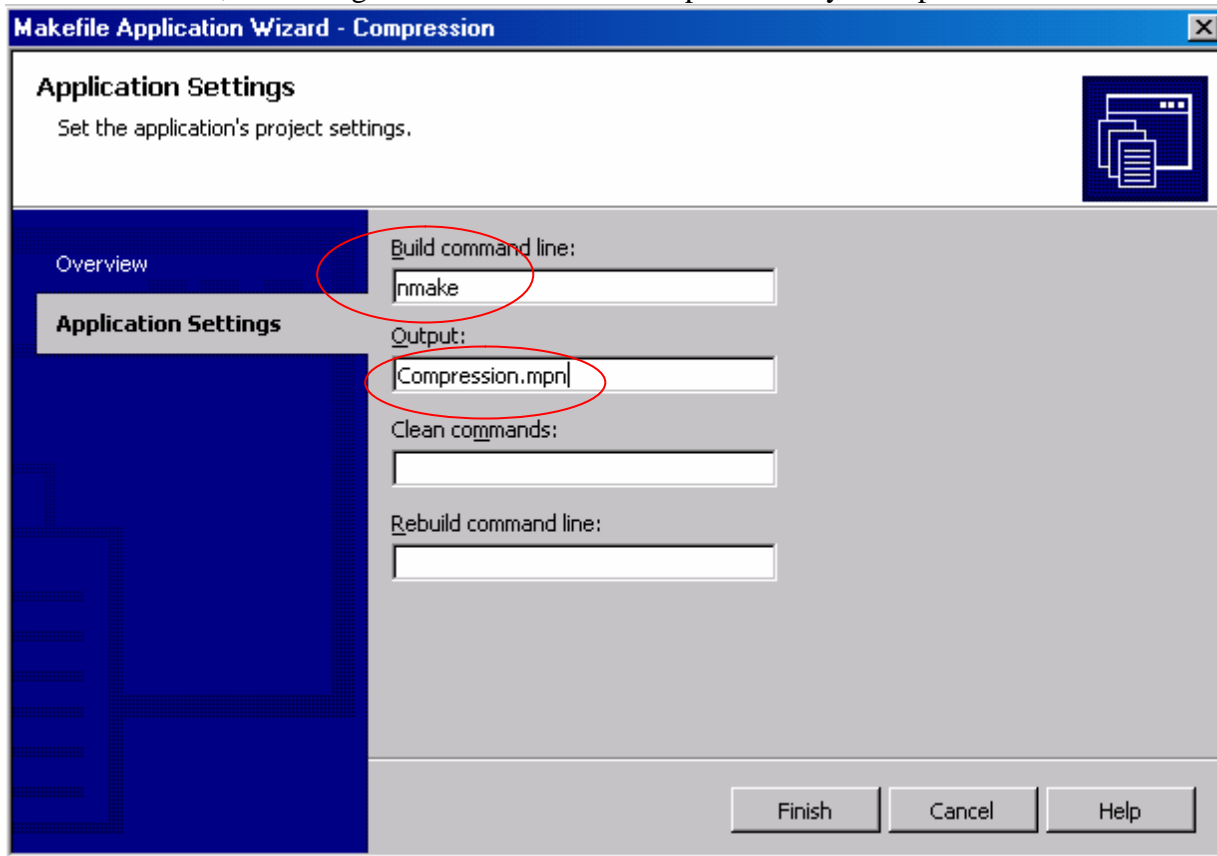 Makefile Application Wizard - Compression
Application Settings
Set the application's project settings.
Overview
Application Settings
Build command line:
nmake
Output:
Compression.mpn
Clean commands:
Rebuild command line:
Finish Cancel Help